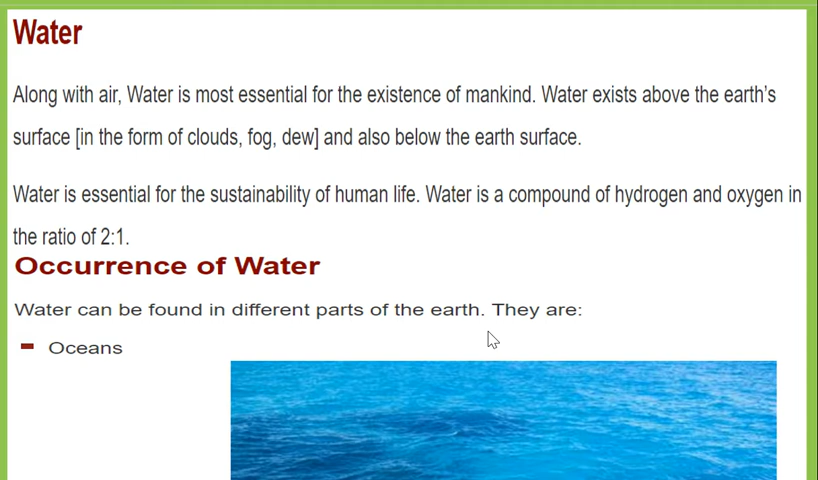 Water
Along with air, Water is most essential for the existence of mankind. Water exists above the earth's
surface [in the form of clouds, fog, dew] and also below the earth surface.
Water is essential for the sustainability of human life. Water is a compound of hydrogen and oxygen in
the ratio of 2:1.
Occurrence of Water
Water can be found in different parts of the earth. They are:
Oceans